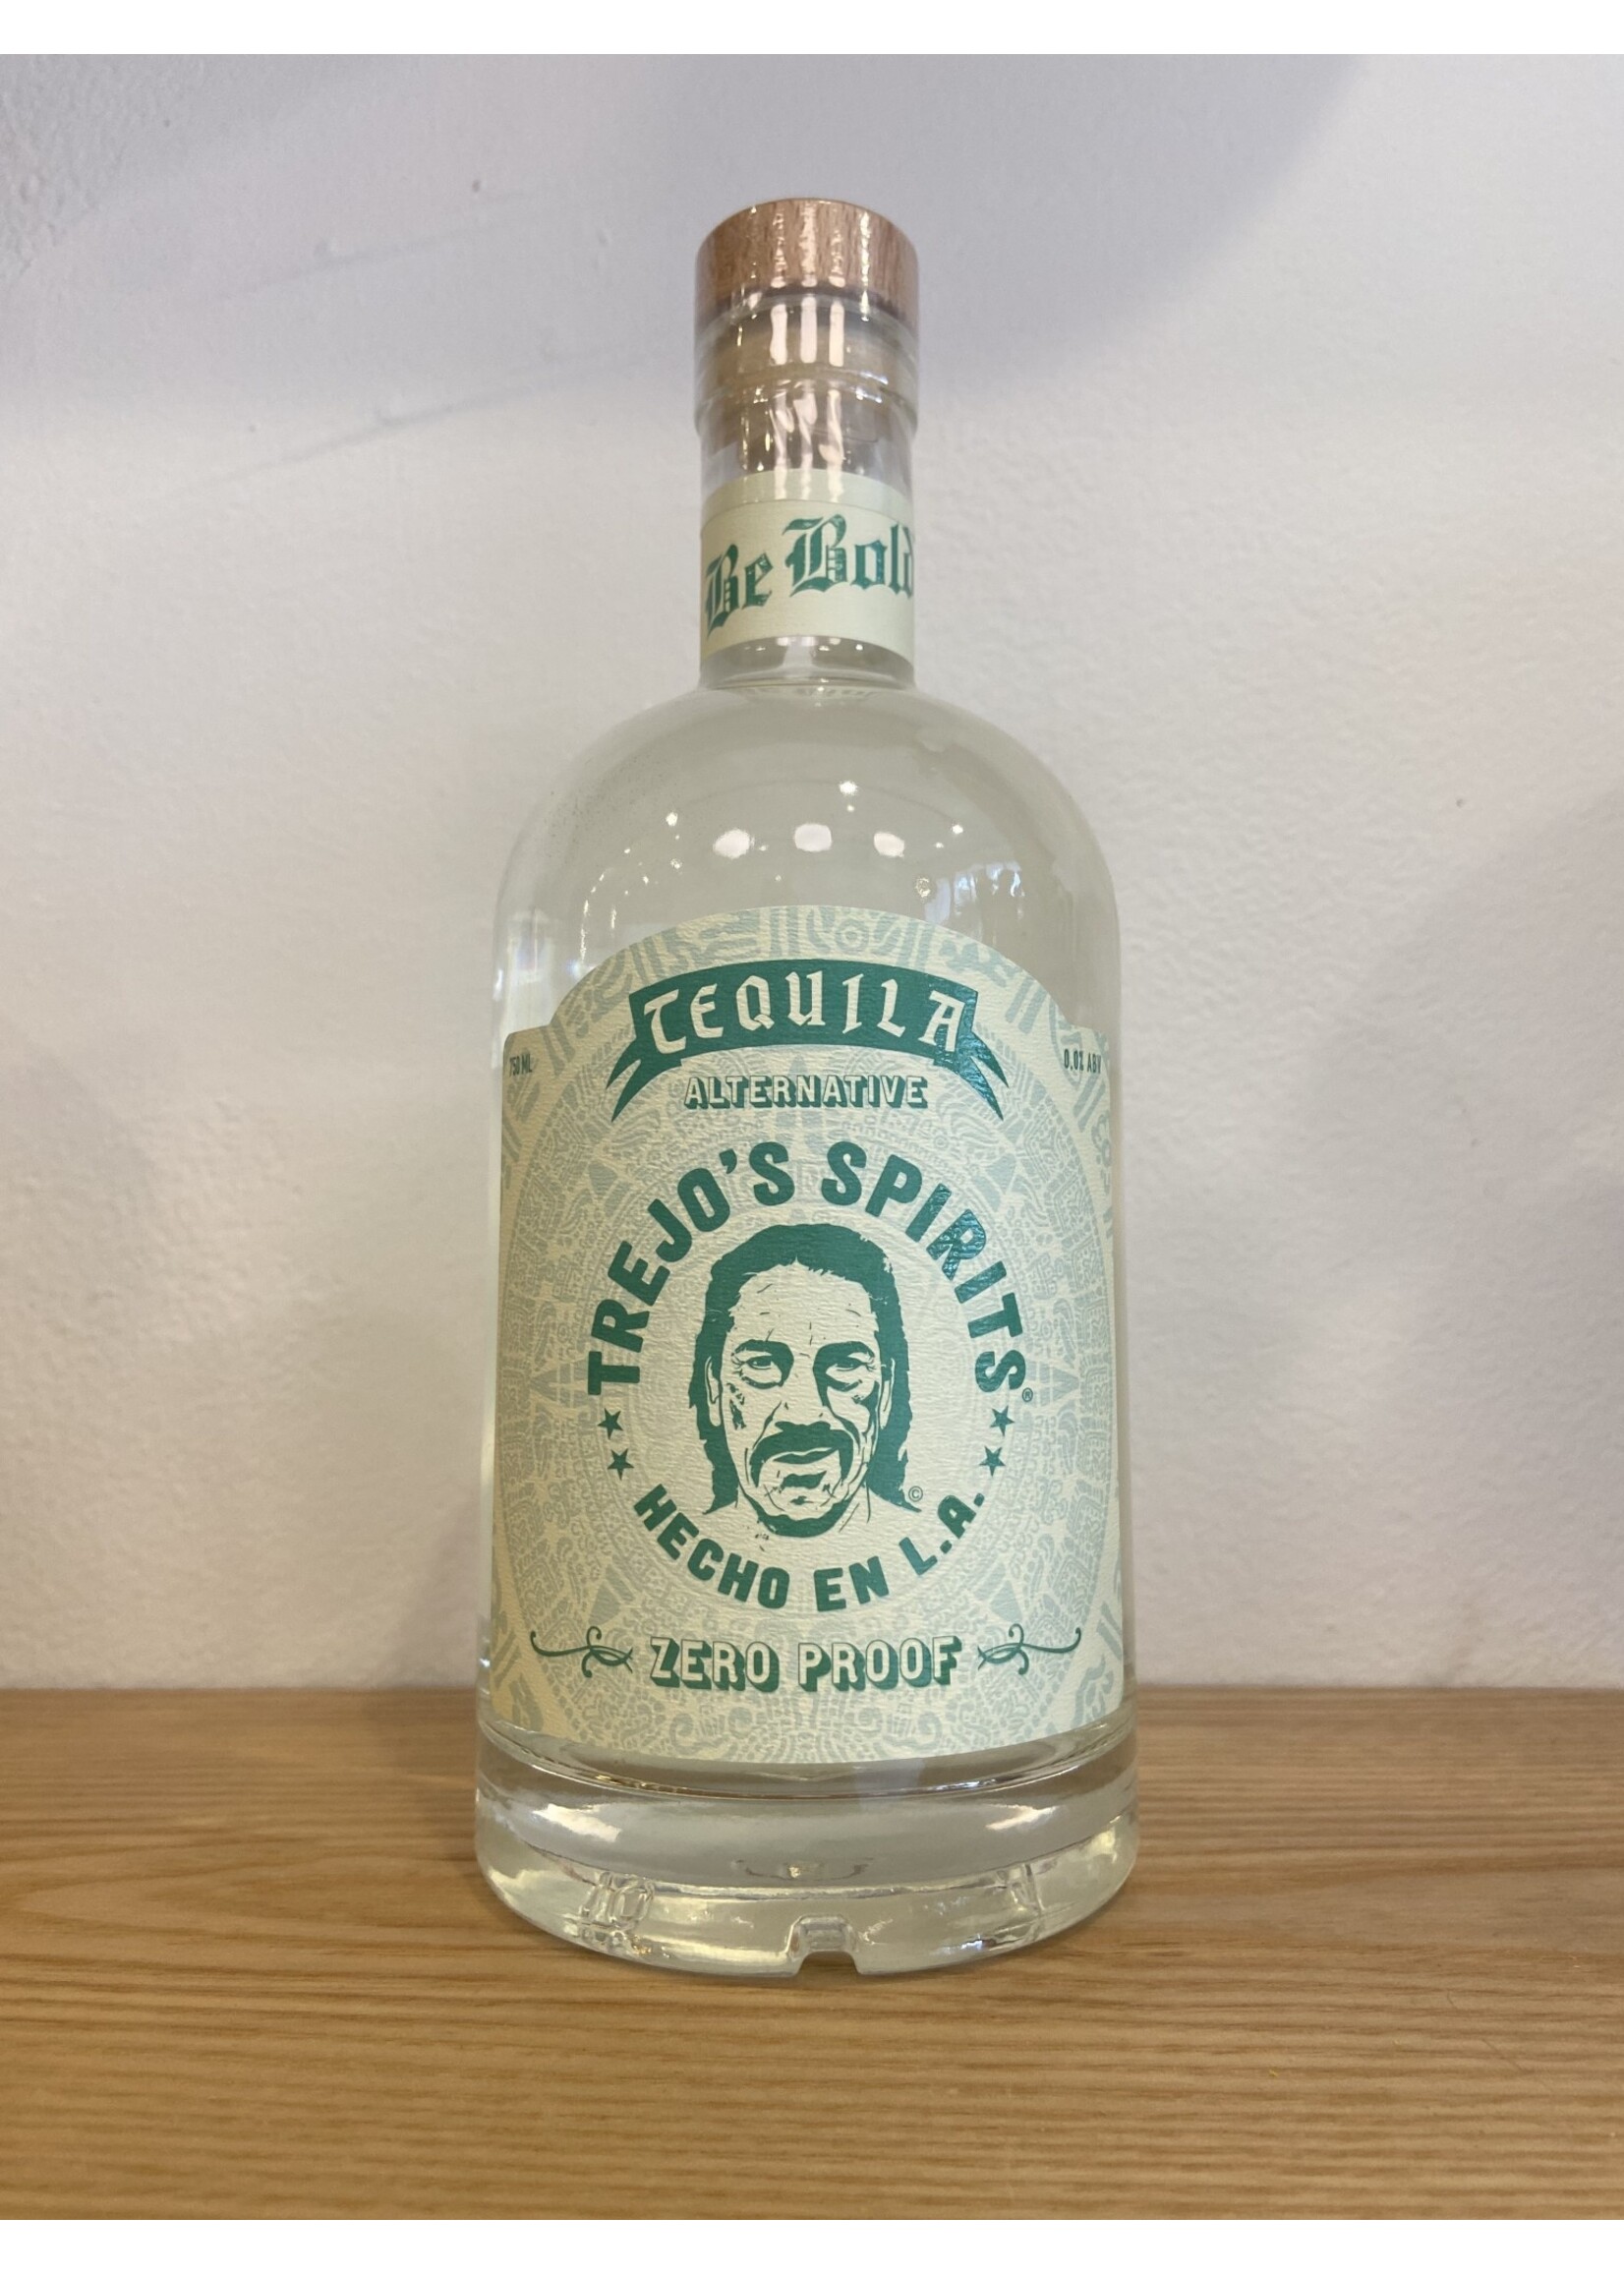 Be Bold
TEQUILA
750 ML
0.0% ABV
ALTERNATIVE
TREJO'S SPIRITS®
©
HECHO EN L.A.
ZERO PROOF